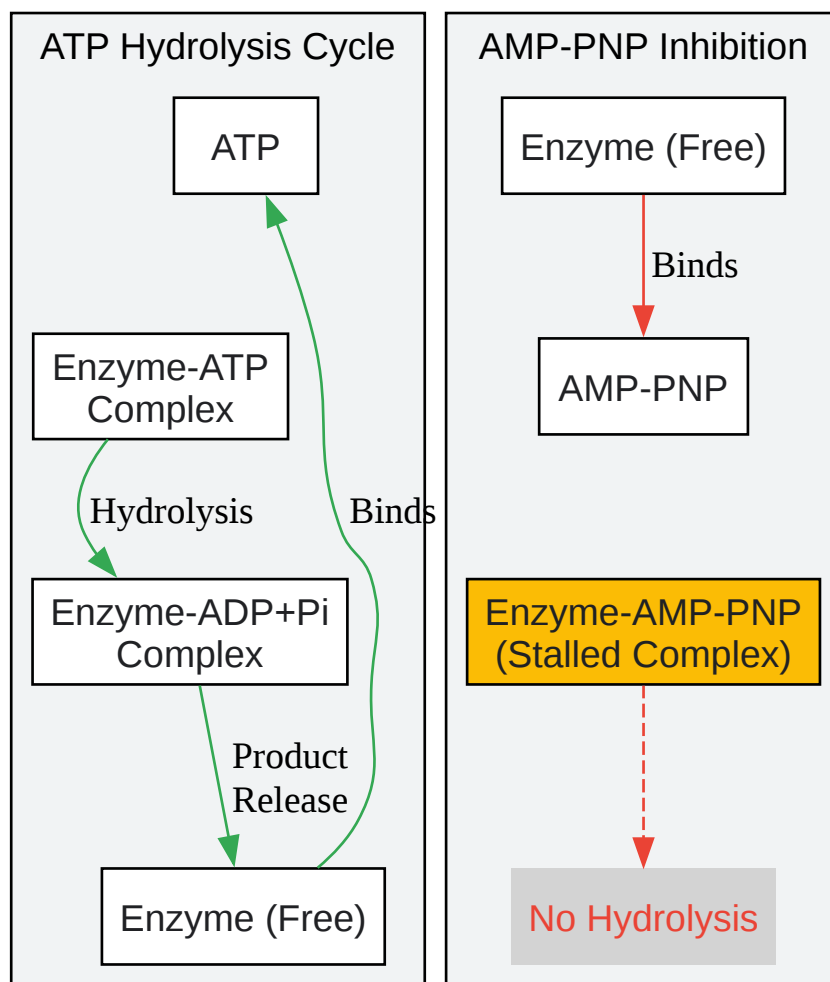 ATP Hydrolysis Cycle
ATP
Enzyme-ATP
Complex
Hydrolysis
Binds
Enzyme-ADP+Pi
Complex
Product
Release
Enzyme (Free)
AMP-PNP Inhibition
Enzyme (Free)
Binds
AMP-PNP
Enzyme-AMP-PNP
(Stalled Complex)
No Hydrolysis